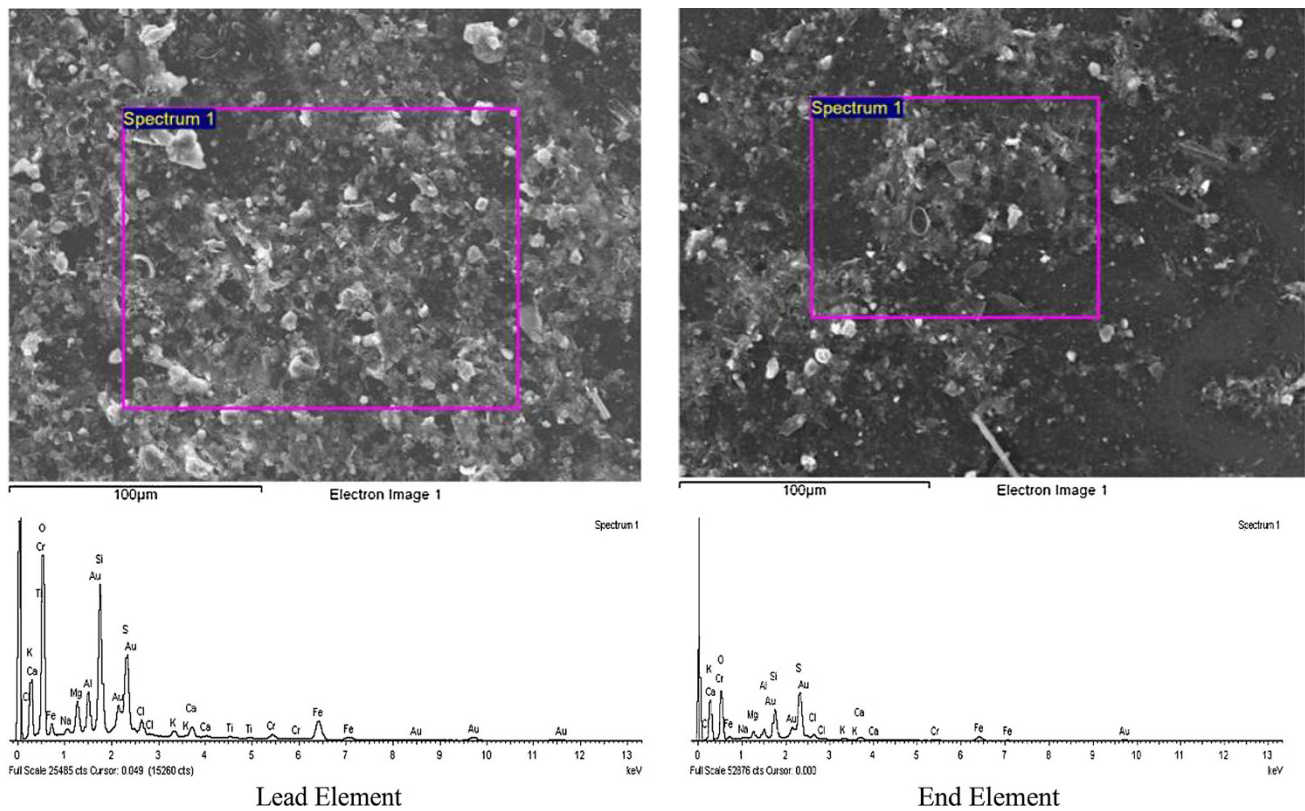 Spectrum 1
100µm
Electron Image 1
Spectrum 1
100µm
Electron Image 1
Spectrum 1
O
Cr
Ti
K
Ca
Cl
Fe
Na
Mg
Al
Si
Au
Au
S
Au
Cl
Cl
K
K
Ca
Ca
Ti
Ti
Cr
Cr
Fe
Fe
Au
Au
Au
0 1 2 3 4 5 6 7 8 9 10 11 12 13
Full Scale 25485 cts Cursor: 0.049 (15260 cts)
keV
Lead Element
Spectrum 1
O
K
Ca
Cr
C
Fe
Na
Mg
Al
Si
Au
Au
S
Au
Cl
Cl
K
K
Ca
Ca
Cr
Fe
Fe
Au
0 1 2 3 4 5 6 7 8 9 10 11 12 13
Full Scale 52876 cts Cursor: 0.000
keV
End Element